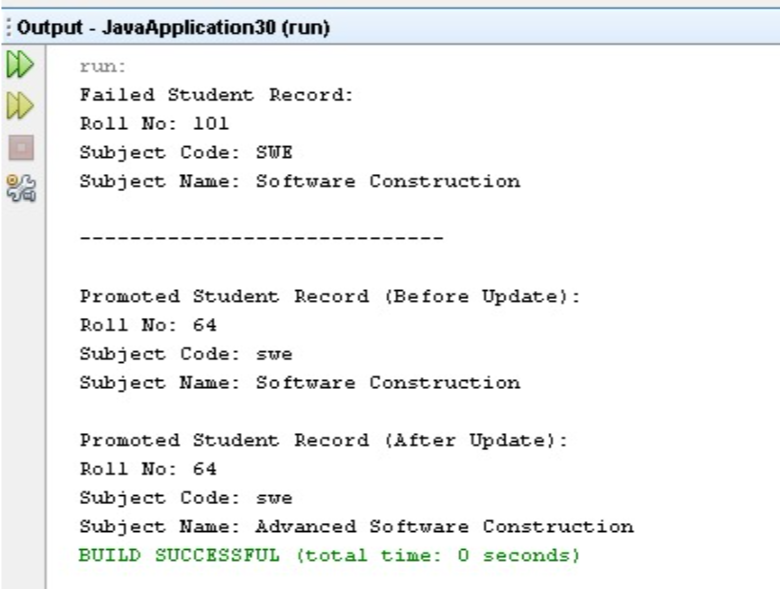 Output - JavaApplication30 (run)
run:
Failed Student Record:
Roll No: 101
Subject Code: SWE
Subject Name: Software Construction
-----------------------------
Promoted Student Record (Before Update):
Roll No: 64
Subject Code: swe
Subject Name: Software Construction
Promoted Student Record (After Update):
Roll No: 64
Subject Code: swe
Subject Name: Advanced Software Construction
BUILD SUCCESSFUL (total time: 0 seconds)